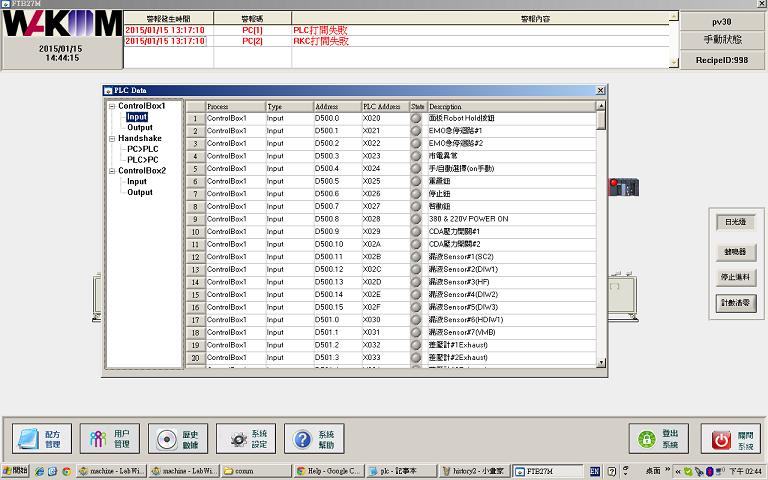 FTB27M
WAKOM
2015/01/15
14:44:15
警報發生時間 警報碼 警報內容
2015/01/15 13:17:10 PC[1] PLC打開失敗
2015/01/15 13:17:10 PC[2] RKC打開失敗
pv30
手動狀態
RecipeID:998
PLC Data
ControlBox1
Input
Output
Handshake
PC>PLC
PLC>PC
ControlBox2
Input
Output
Process Type Address PLC Address State Description
1 ControlBox1 Input D500.0 X020 面板Robot Hold按鈕
2 ControlBox1 Input D500.1 X021 EMO急停迴路#1
3 ControlBox1 Input D500.2 X022 EMO急停迴路#2
4 ControlBox1 Input D500.3 X023 市電異常
5 ControlBox1 Input D500.4 X024 手/自動選擇(on手動)
6 ControlBox1 Input D500.5 X025 重置鈕
7 ControlBox1 Input D500.6 X026 停止鈕
8 ControlBox1 Input D500.7 X027 啟動鈕
9 ControlBox1 Input D500.8 X028 380 & 220V POWER ON
10 ControlBox1 Input D500.9 X029 CDA壓力開關#1
11 ControlBox1 Input D500.10 X02A CDA壓力開關#2
12 ControlBox1 Input D500.11 X02B 漏液Sensor#1(SC2)
13 ControlBox1 Input D500.12 X02C 漏液Sensor#2(DIW1)
14 ControlBox1 Input D500.13 X02D 漏液Sensor#3(HF)
15 ControlBox1 Input D500.14 X02E 漏液Sensor#4(DIW2)
16 ControlBox1 Input D500.15 X02F 漏液Sensor#5(DIW3)
17 ControlBox1 Input D501.0 X030 漏液Sensor#6(HDIW1)
18 ControlBox1 Input D501.1 X031 漏液Sensor#7(VMB)
19 ControlBox1 Input D501.2 X032 差壓計#1Exhaust)
20 ControlBox1 Input D501.3 X033 差壓計#2Exhaust)
日光燈
蜂鳴器
停止進料
計數清零
配方管理
用戶管理
歷史數據
系統設定
系統幫助
登出系統
關閉系統
開始 machine - LabWi... machine - LabWi... comm Help - Google C... plc - 記事本 history2 - 小畫家 FTB27M EN 桌面 » 下午 02:44